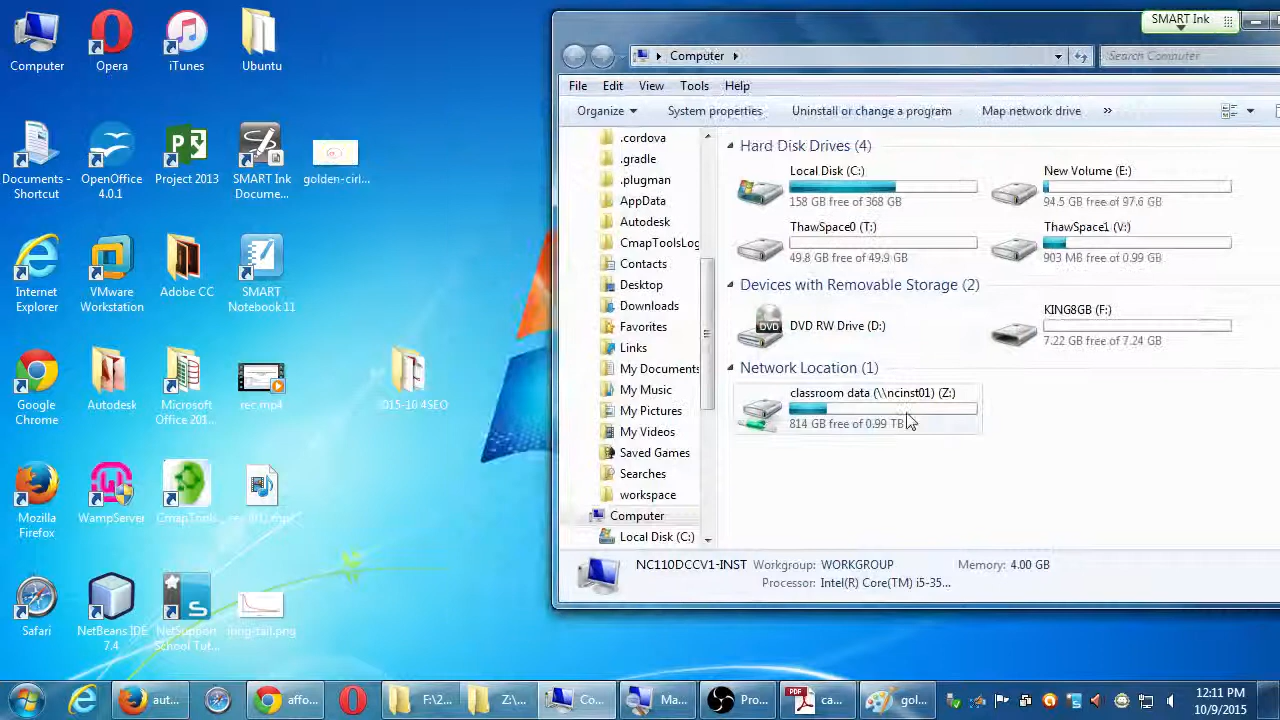 Computer
Opera
iTunes
Ubuntu
Documents - Shortcut
OpenOffice 4.0.1
Project 2013
SMART Ink Docume...
golden-cirl...
Internet Explorer
VMware Workstation
Adobe CC
SMART Notebook 11
Google Chrome
Autodesk
Microsoft Office 201...
rec.mp4
015-10 4SEO
Mozilla Firefox
WampServer
CmapTools
Safari
NetBeans IDE 7.4
NetSupport School Tut...
long-tail.png
SMART Ink
Computer
Search Computer
File Edit View Tools Help
Organize System properties Uninstall or change a program Map network drive »
.cordova
.gradle
.plugman
AppData
Autodesk
CmapToolsLog
Contacts
Desktop
Downloads
Favorites
Links
My Documents
My Music
My Pictures
My Videos
Saved Games
Searches
workspace
Computer
Local Disk (C:)
Hard Disk Drives (4)
Local Disk (C:)
158 GB free of 368 GB
New Volume (E:)
94.5 GB free of 97.6 GB
ThawSpace0 (T:)
49.8 GB free of 49.9 GB
ThawSpace1 (V:)
903 MB free of 0.99 GB
Devices with Removable Storage (2)
DVD
DVD RW Drive (D:)
KING8GB (F:)
7.22 GB free of 7.24 GB
Network Location (1)
classroom data (\\ncinst01) (Z:)
814 GB free of 0.99 TB
NC110DCCV1-INST Workgroup: WORKGROUP Memory: 4.00 GB
Processor: Intel(R) Core(TM) i5-35...
aut...
affo...
F:\2...
Z:\...
Co...
Ma...
Pro...
PDF
ca...
gol...
12:11 PM
10/9/2015